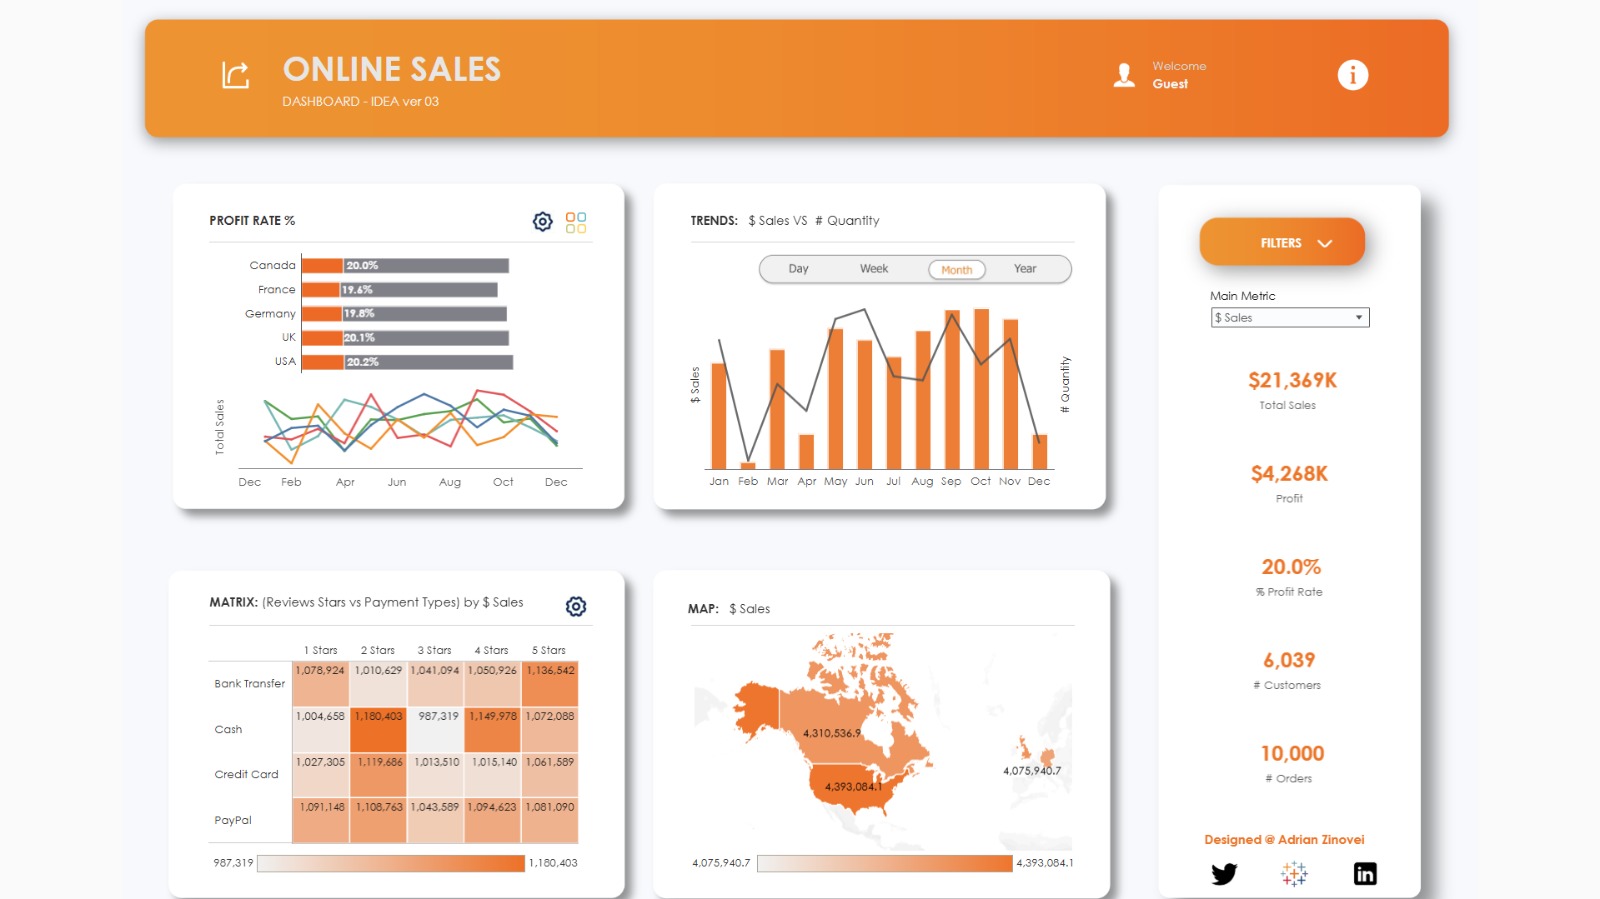 ONLINE SALES
DASHBOARD - IDEA ver 03
Welcome
Guest
i
PROFIT RATE %
Canada 20.0%
France 19.6%
Germany 19.8%
UK 20.1%
USA 20.2%
Total Sales
Dec Feb Apr Jun Aug Oct Dec
TRENDS: $ Sales VS # Quantity
Day Week Month Year
$ Sales
# Quantity
Jan Feb Mar Apr May Jun Jul Aug Sep Oct Nov Dec
MATRIX: (Reviews Stars vs Payment Types) by $ Sales
1 Stars 2 Stars 3 Stars 4 Stars 5 Stars
Bank Transfer 1,078,924 1,010,629 1,041,094 1,050,926 1,136,542
Cash 1,004,658 1,180,403 987,319 1,149,978 1,072,088
Credit Card 1,027,305 1,119,686 1,013,510 1,015,140 1,061,589
PayPal 1,091,148 1,108,763 1,043,589 1,094,623 1,081,090
987,319 1,180,403
MAP: $ Sales
4,310,536.9
4,393,084.1
4,075,940.7
4,075,940.7 4,393,084.1
FILTERS
Main Metric
$ Sales
$21,369K
Total Sales
$4,268K
Profit
20.0%
% Profit Rate
6,039
# Customers
10,000
# Orders
Designed @ Adrian Zinovei
in